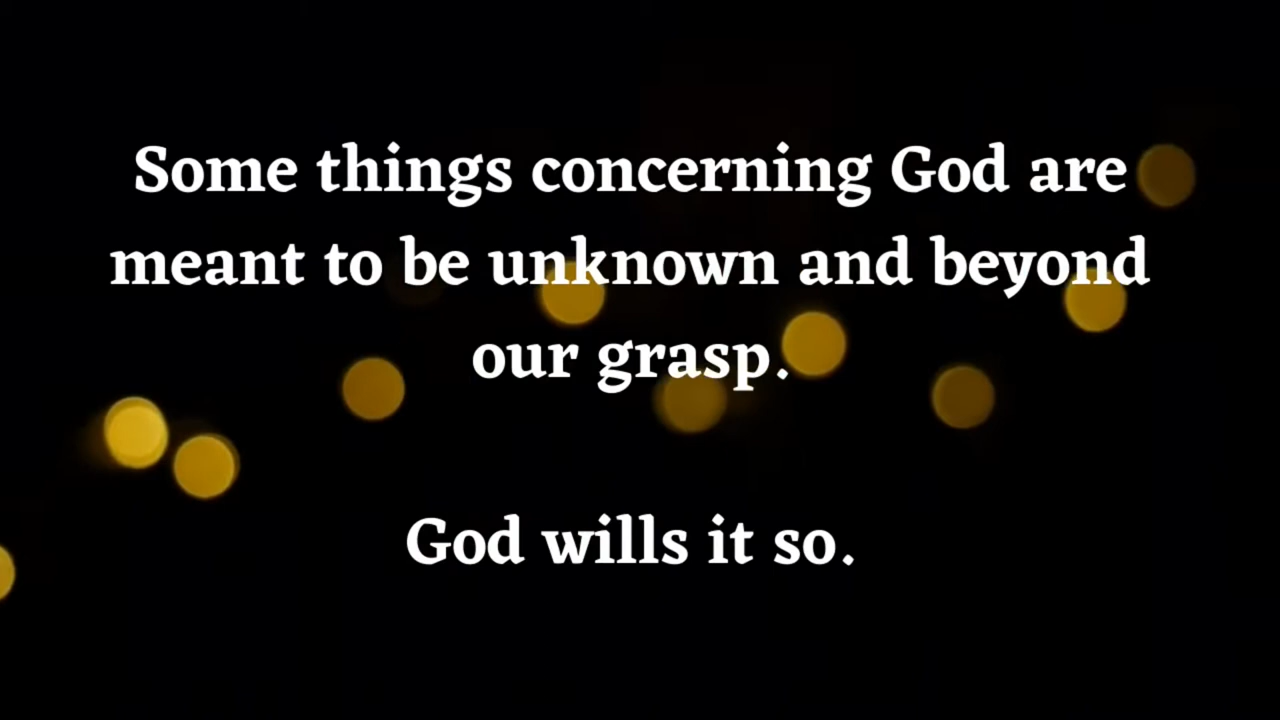 Some things concerning God are
meant to be unknown and beyond
our grasp.
God wills it so.